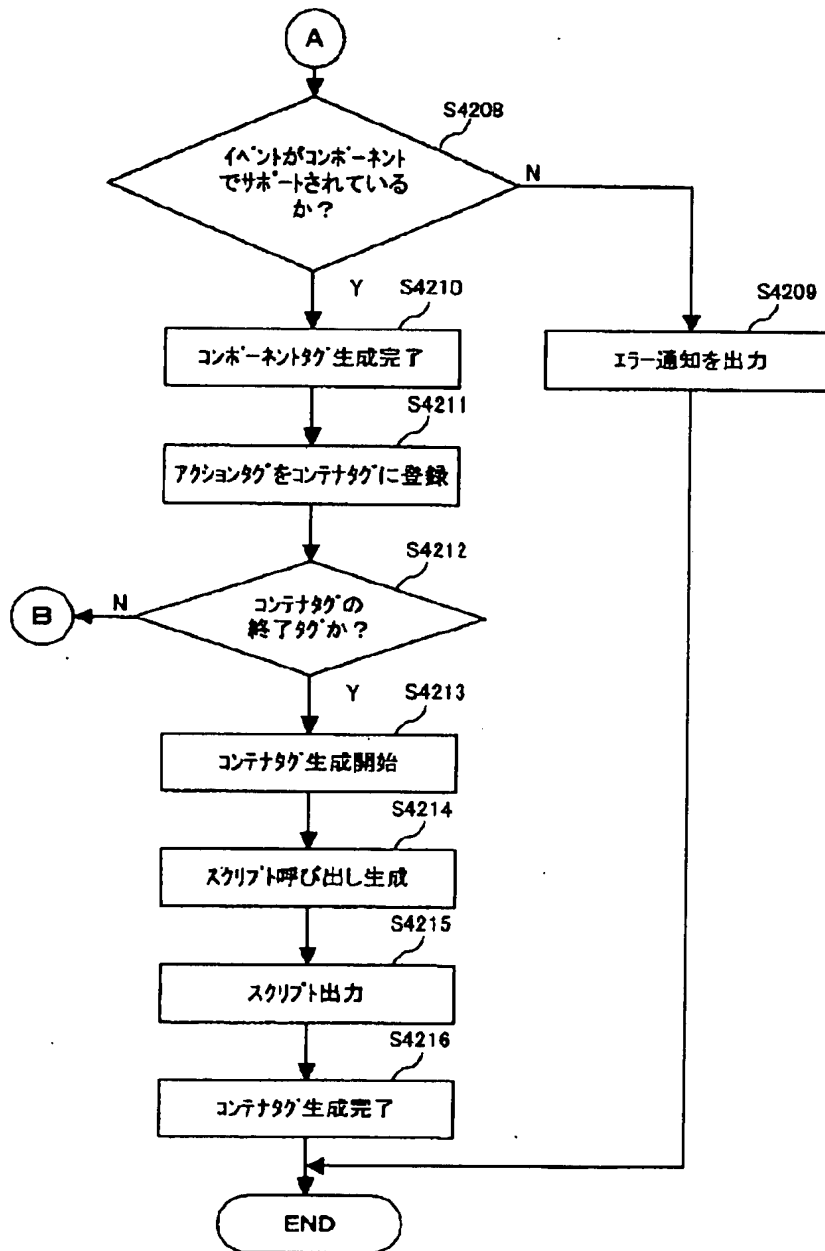 A
S4208
イベントがコンポーネント
でサポートされている
か?
N
Y
S4210
S4209
コンポーネントタグ生成完了
エラー通知を出力
S4211
アクションタグをコンテナタグに登録
S4212
コンテナタグの
終了タグか?
N
B
Y
S4213
コンテナタグ生成開始
S4214
スクリプト呼び出し生成
S4215
スクリプト出力
S4216
コンテナタグ生成完了
END